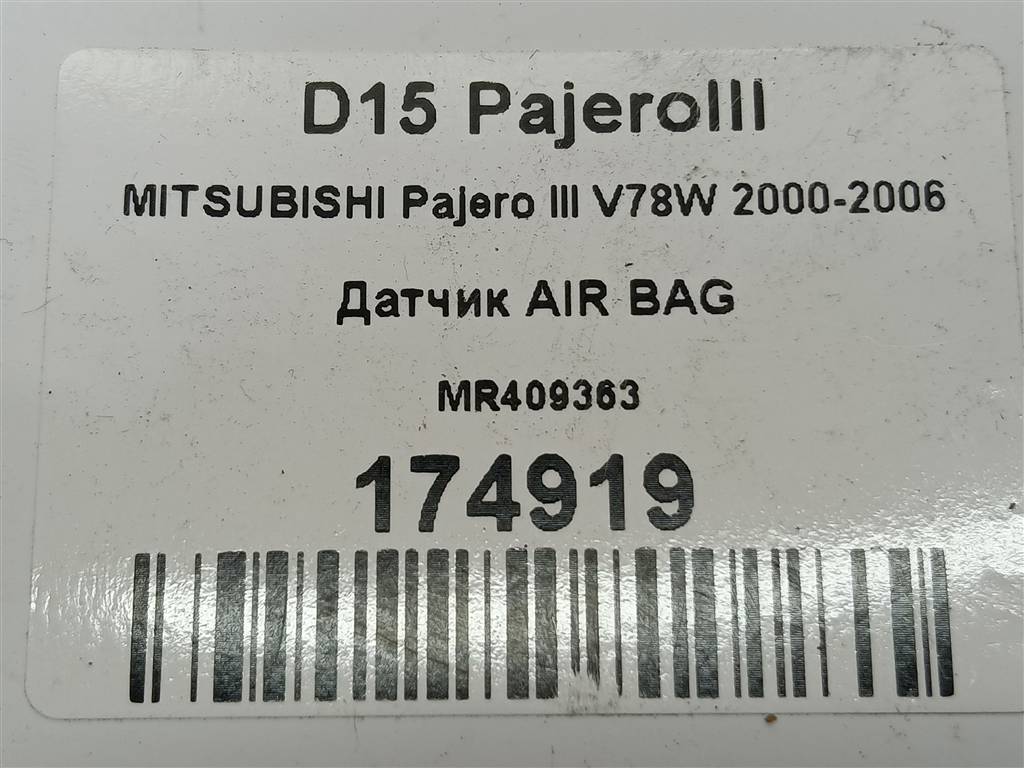 D15 PajeroIII
MITSUBISHI Pajero III V78W 2000-2006
Датчик AIR BAG
MR409363
174919